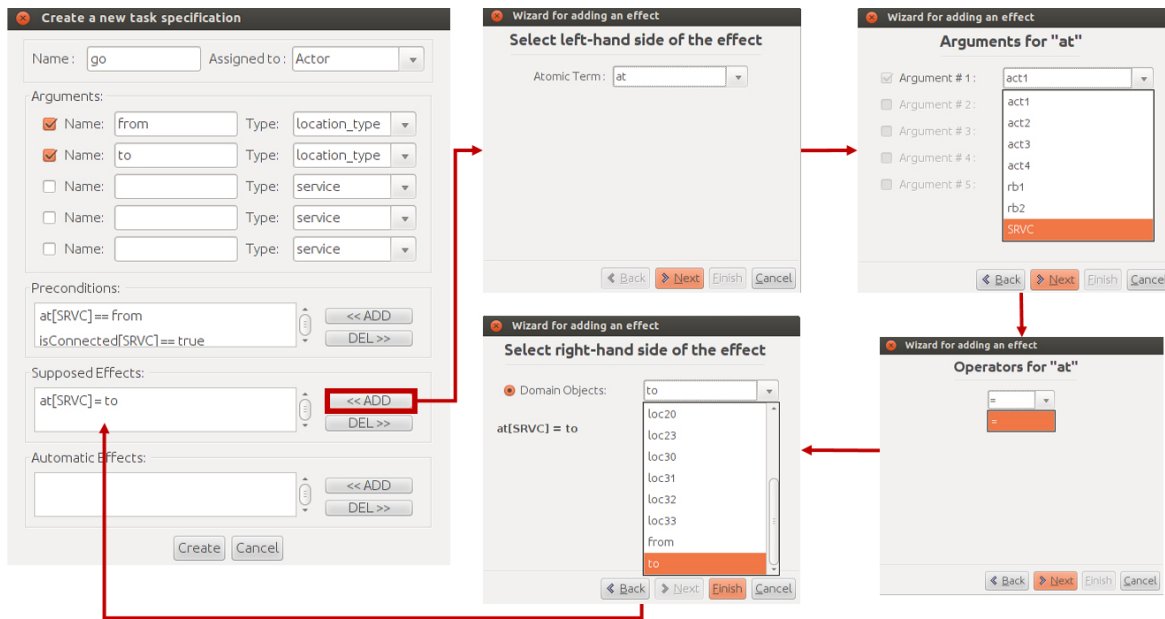 Create a new task specification
Name: go Assigned to: Actor
Arguments:
Name: from Type: location_type
Name: to Type: location_type
Name: Type: service
Name: Type: service
Name: Type: service
Preconditions:
at[SRVC] == from
isConnected[SRVC] == true
<< ADD
DEL >>
Supposed Effects:
at[SRVC] = to
<< ADD
DEL >>
Automatic Effects:
<< ADD
DEL >>
Create Cancel
Wizard for adding an effect
Select left-hand side of the effect
Atomic Term: at
Back Next Finish Cancel
Wizard for adding an effect
Arguments for "at"
Argument # 1: act1
Argument # 2:
Argument # 3:
Argument # 4:
Argument # 5:
act1
act2
act3
act4
rb1
rb2
SRVC
Back Next Finish Cance
Wizard for adding an effect
Operators for "at"
=
=
Back Next Finish Cancel
Wizard for adding an effect
Select right-hand side of the effect
Domain Objects: to
at[SRVC] = to
loc20
loc23
loc30
loc31
loc32
loc33
from
to
Back Next Finish Cancel